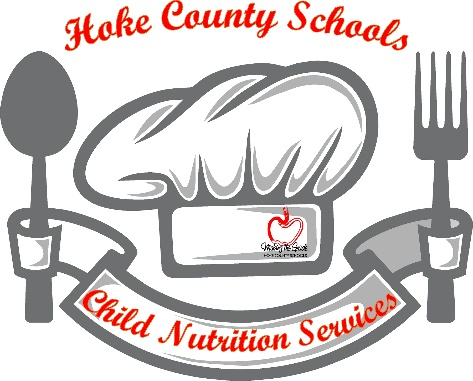 Hoke County Schools
Child Nutrition Services